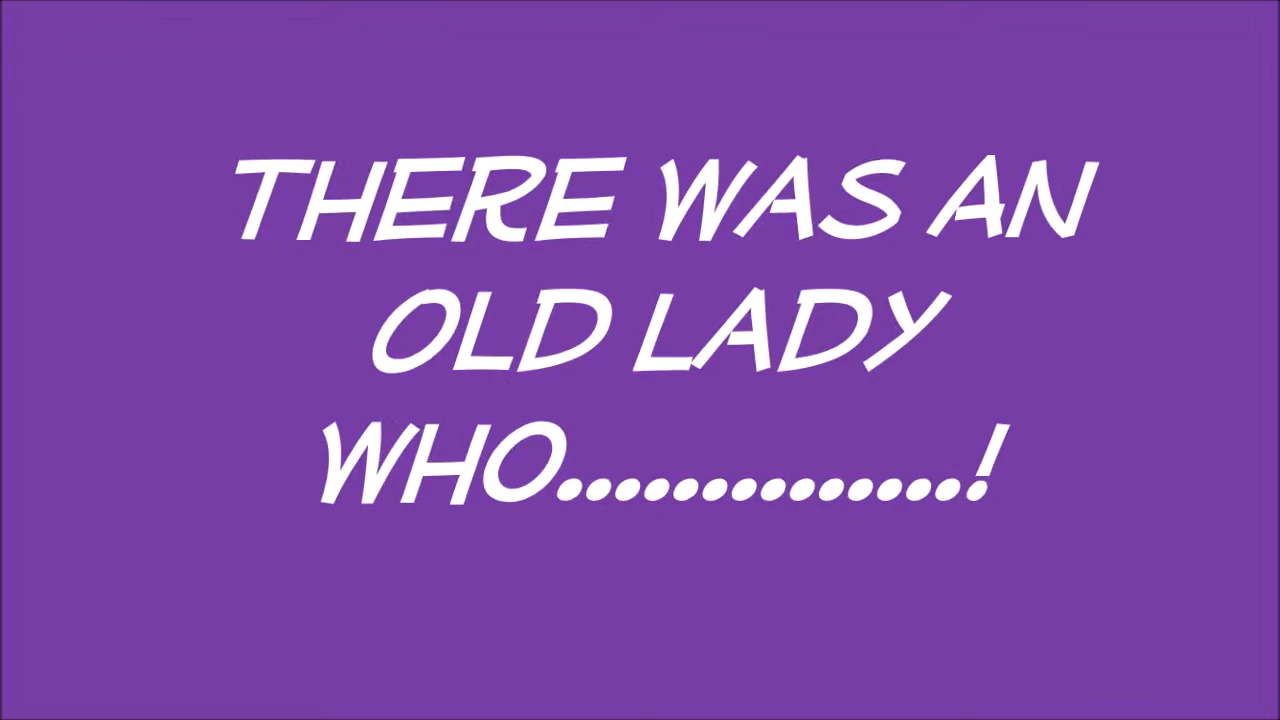 THERE WAS AN
OLD LADY
WHO..............!